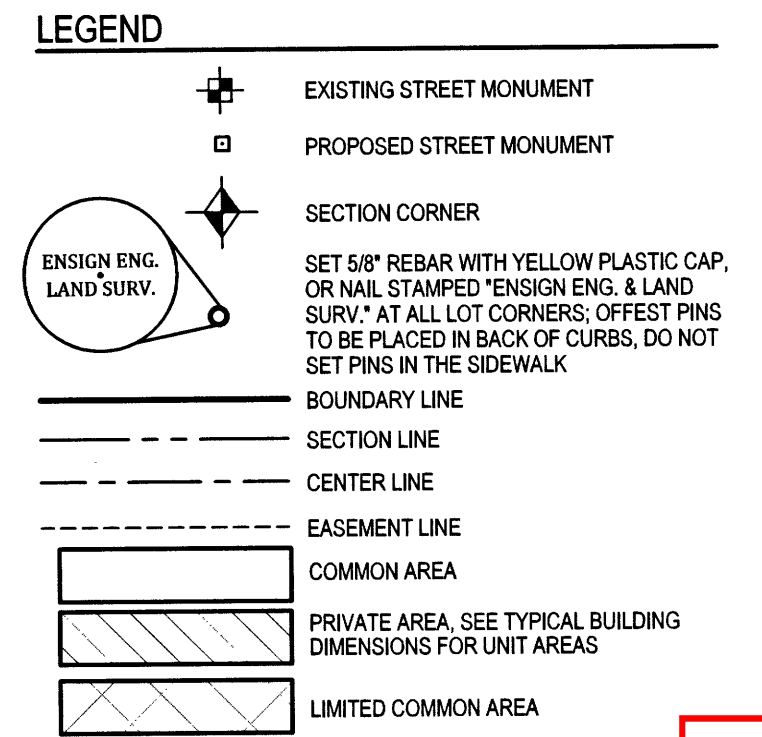 LEGEND
EXISTING STREET MONUMENT
PROPOSED STREET MONUMENT
SECTION CORNER
ENSIGN ENG.
LAND SURV.
SET 5/8" REBAR WITH YELLOW PLASTIC CAP,
OR NAIL STAMPED "ENSIGN ENG. & LAND
SURV." AT ALL LOT CORNERS; OFFEST PINS
TO BE PLACED IN BACK OF CURBS, DO NOT
SET PINS IN THE SIDEWALK
BOUNDARY LINE
SECTION LINE
CENTER LINE
EASEMENT LINE
COMMON AREA
PRIVATE AREA, SEE TYPICAL BUILDING
DIMENSIONS FOR UNIT AREAS
LIMITED COMMON AREA